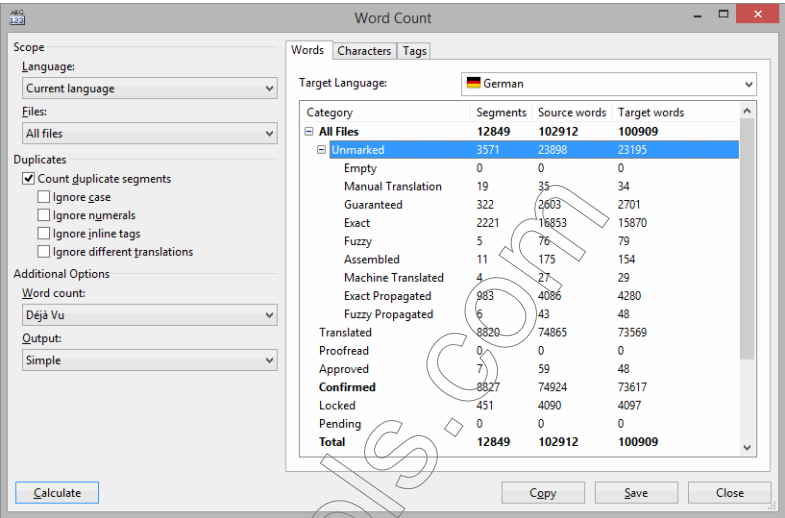 ABC
123
Word Count
Scope
Language:
Current language
Files:
All files
Duplicates
Count duplicate segments
Ignore case
Ignore numerals
Ignore inline tags
Ignore different translations
Additional Options
Word count:
Déjà Vu
Output:
Simple
Calculate
Words Characters Tags
Target Language: German
Category Segments Source words Target words
All Files 12849 102912 100909
Unmarked 3571 23898 23195
Empty 0 0 0
Manual Translation 19 35 34
Guaranteed 322 2603 2701
Exact 2221 16853 15870
Fuzzy 5 76 79
Assembled 11 175 154
Machine Translated 4 27 29
Exact Propagated 983 4086 4280
Fuzzy Propagated 6 43 48
Translated 8820 74865 73569
Proofread 0 0 0
Approved 7 59 48
Confirmed 8827 74924 73617
Locked 451 4090 4097
Pending 0 0 0
Total 12849 102912 100909
Copy Save Close
ols.com